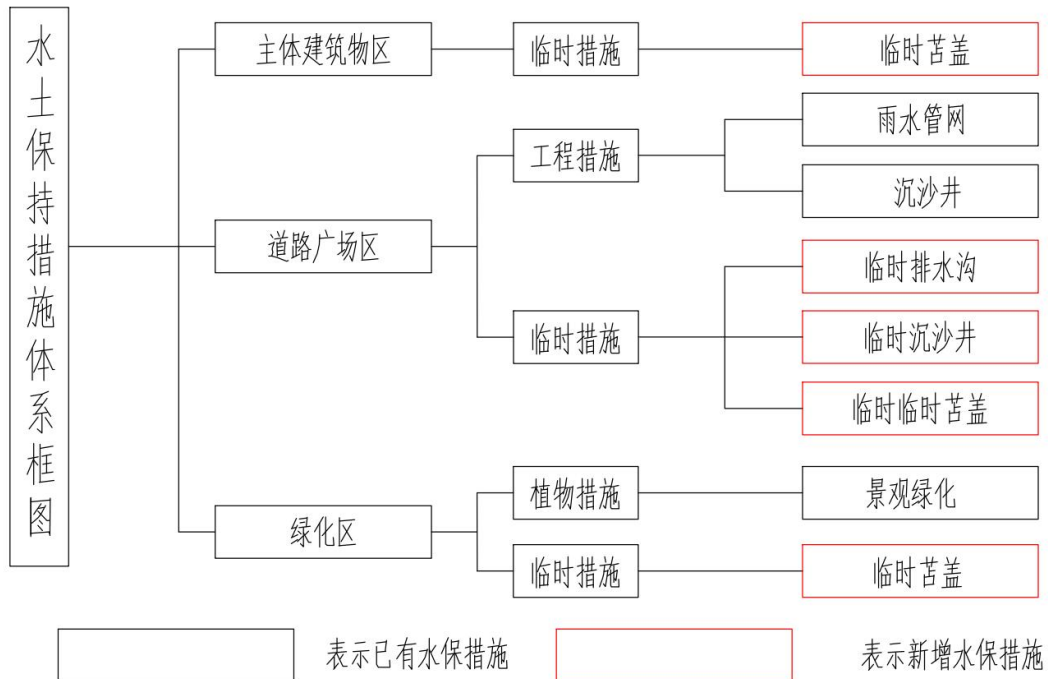 水土保持措施体系框图
主体建筑物区
临时措施
临时苫盖
道路广场区
工程措施
雨水管网
沉沙井
临时措施
临时排水沟
临时沉沙井
临时临时苫盖
绿化区
植物措施
景观绿化
临时措施
临时苫盖
表示已有水保措施
表示新增水保措施